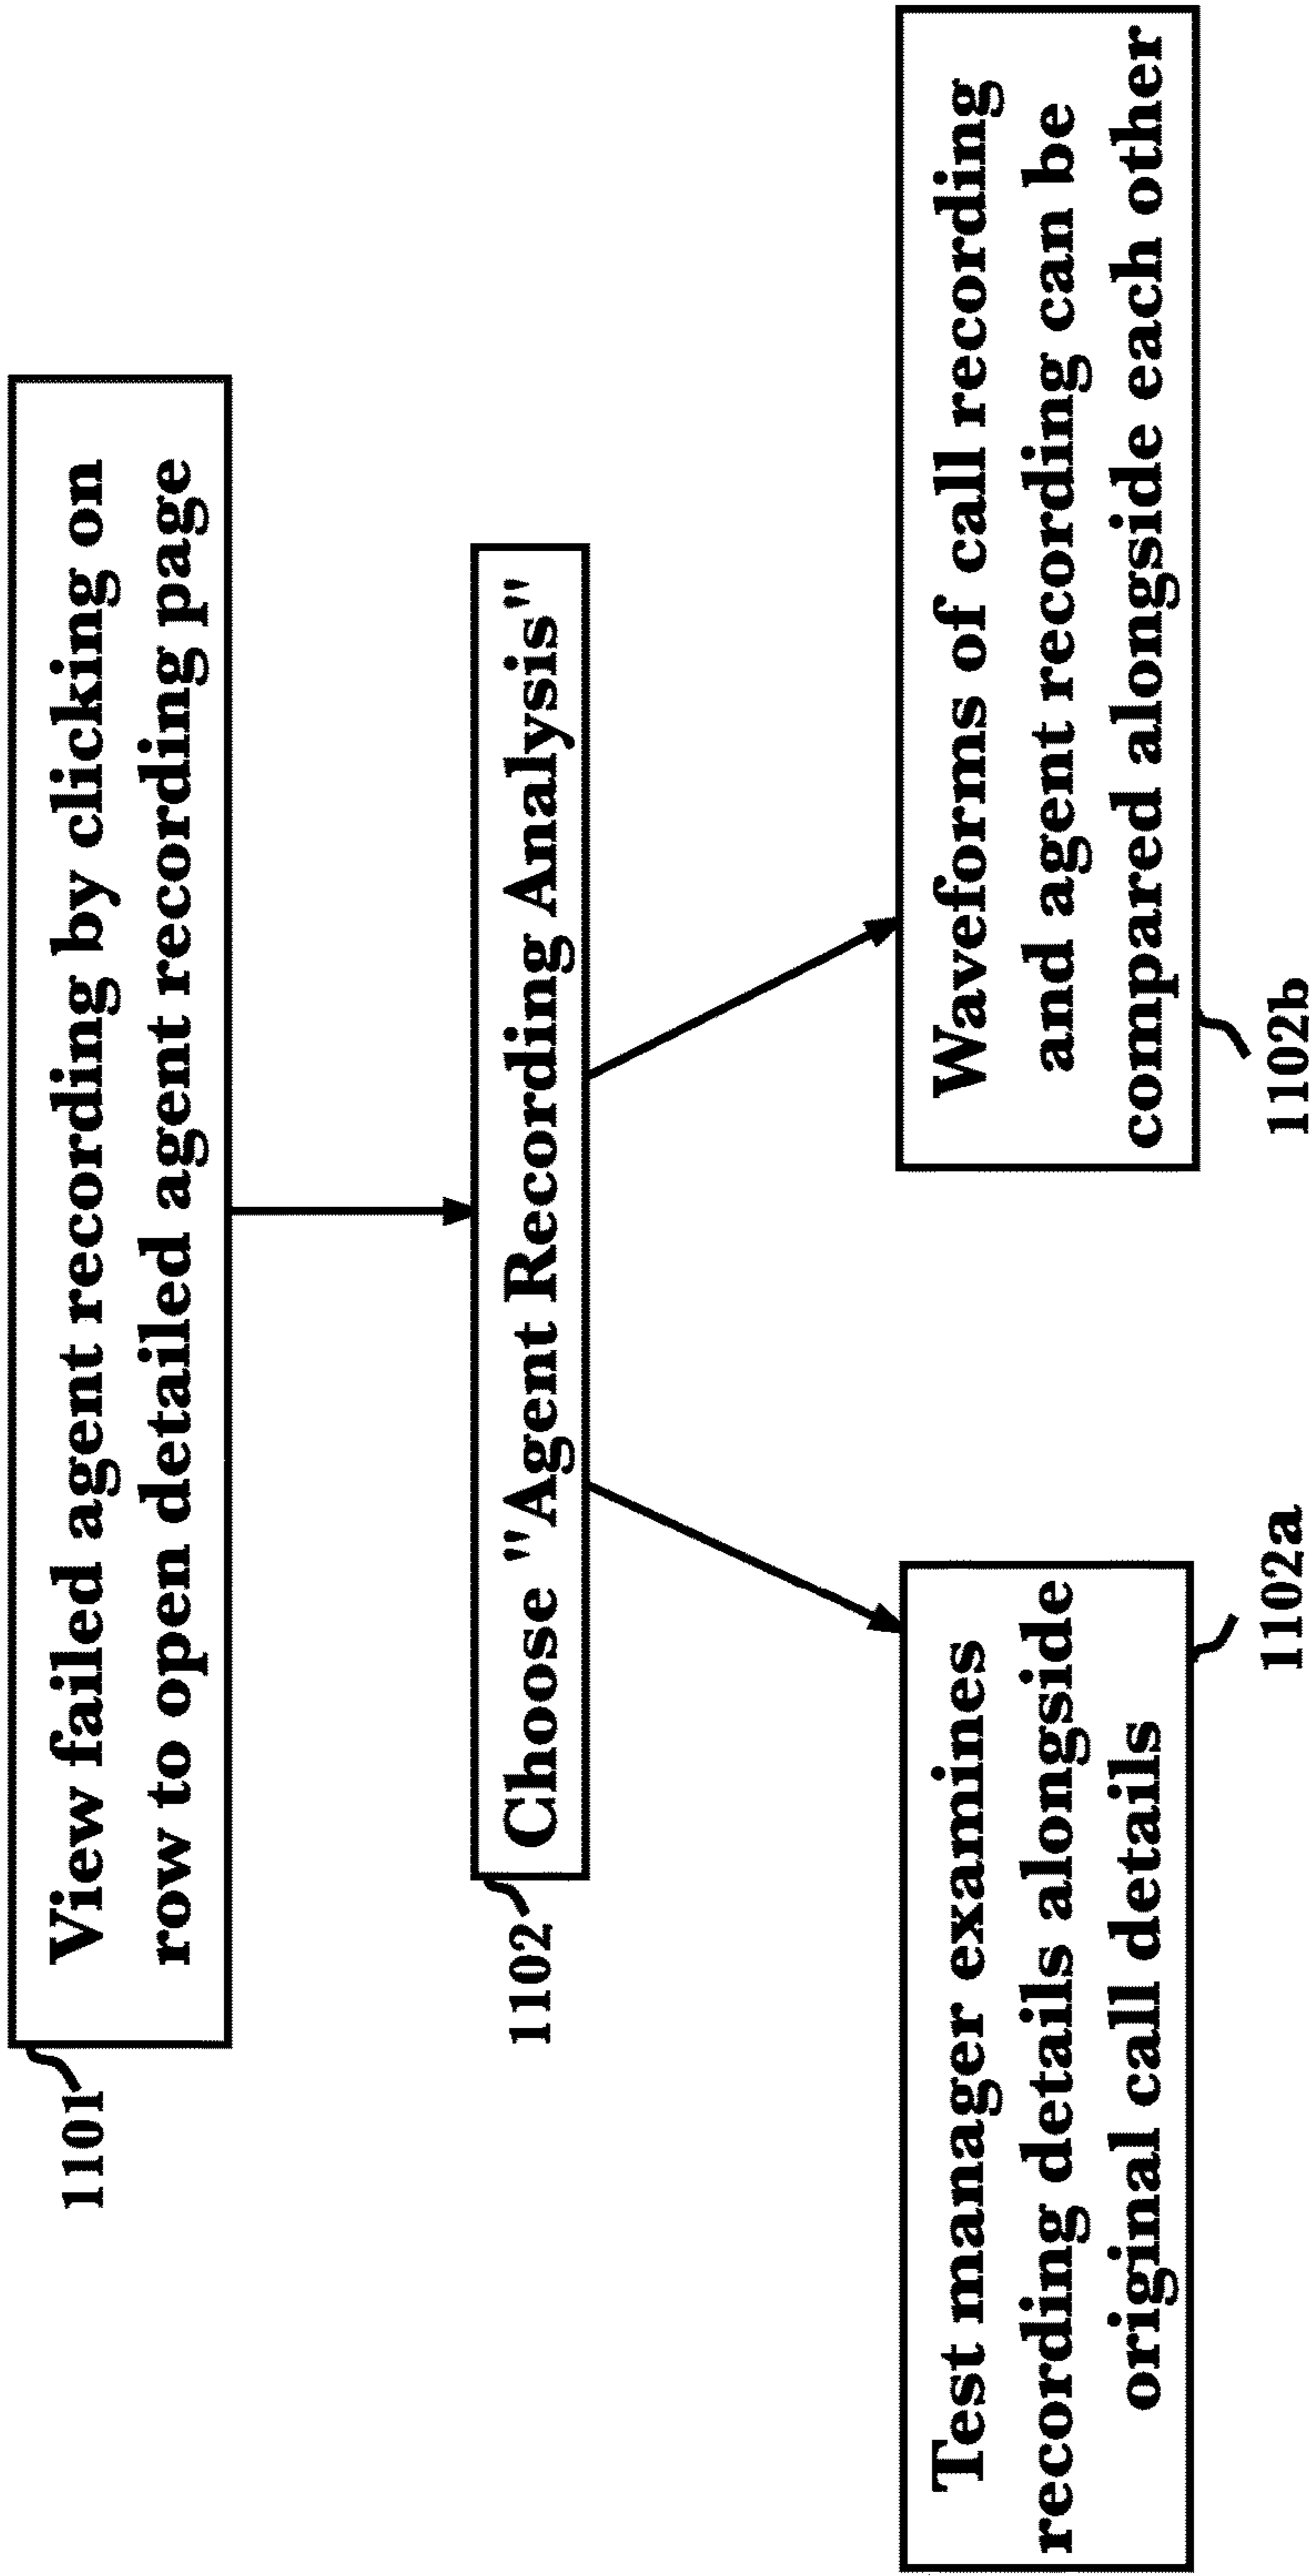 View failed agent recording by clicking on
row to open detailed agent recording page
1101
Choose "Agent Recording Analysis"
1102
Test manager examines
recording details alongside
original call details
1102a
Waveforms of call recording
and agent recording can be
compared alongside each other
1102b